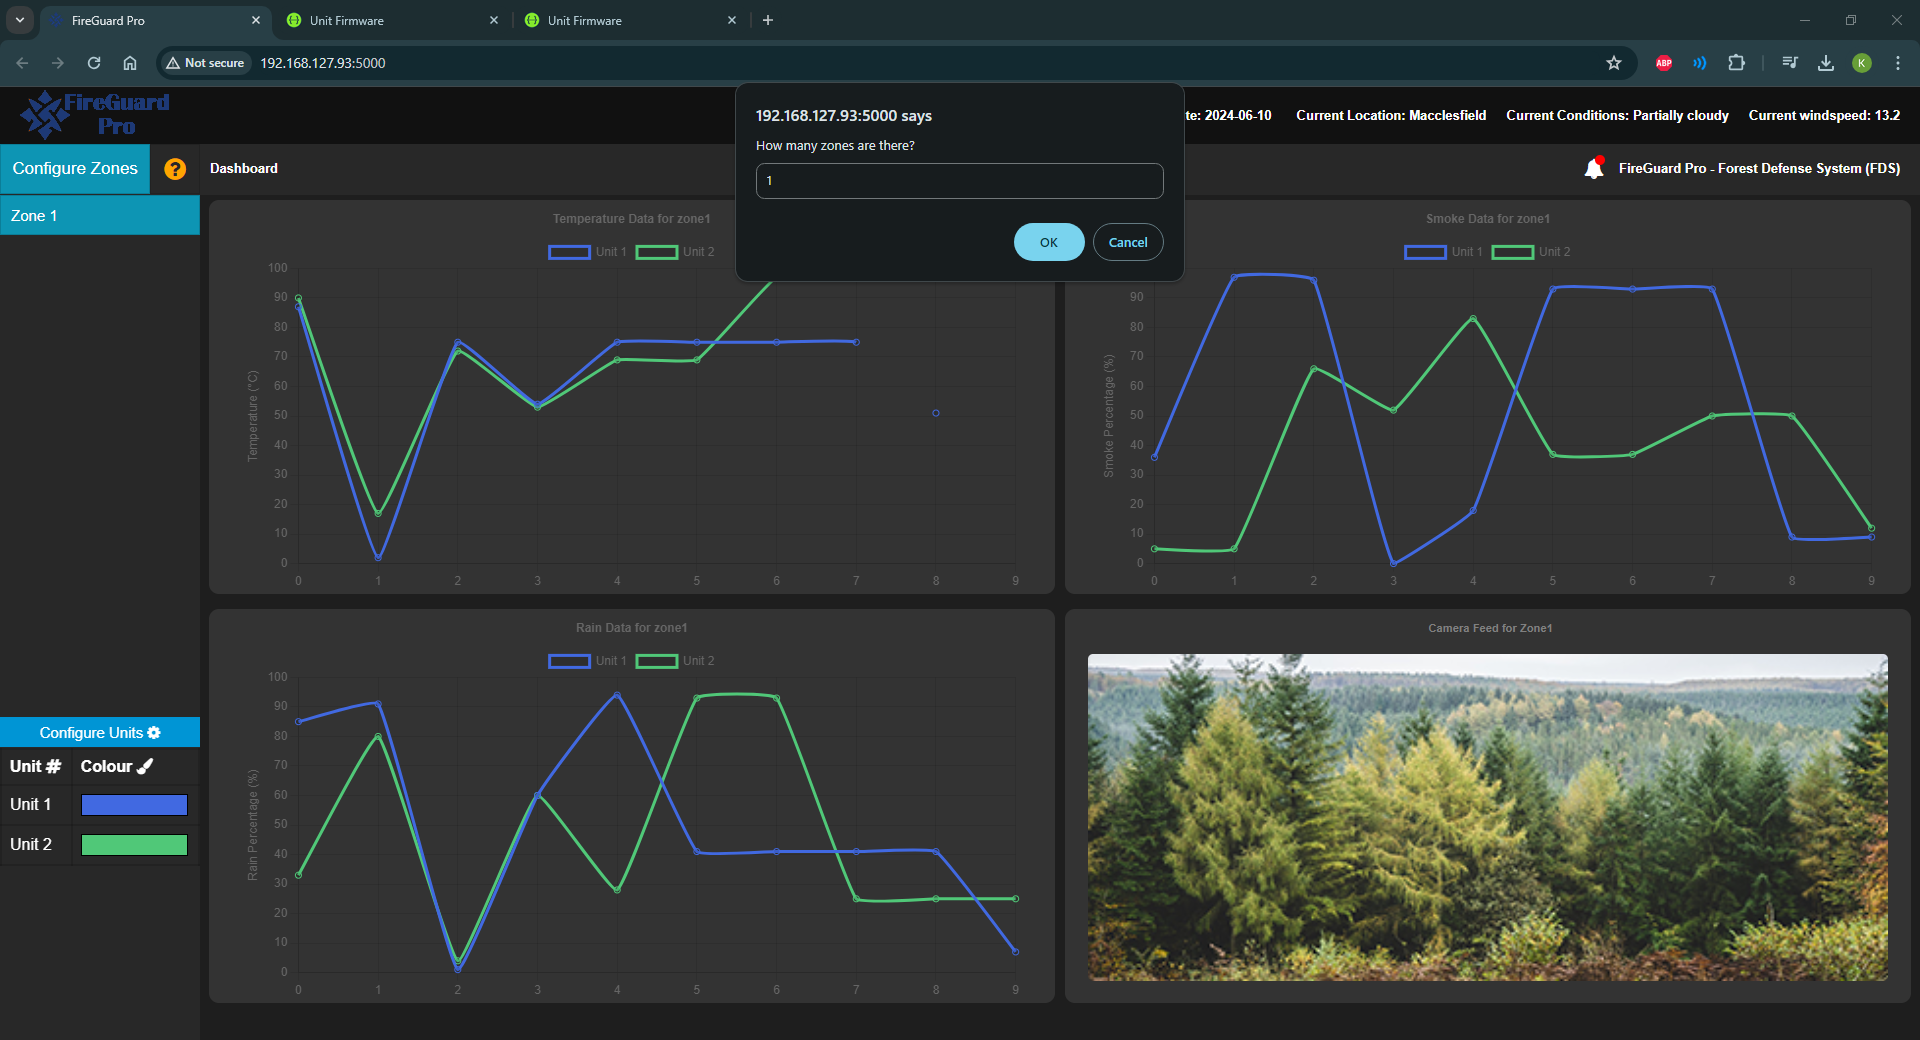 FireGuard Pro
Unit Firmware
Unit Firmware
Not secure
192.168.127.93:5000
ABP
K
FireGuard
Pro
te: 2024-06-10
Current Location: Macclesfield
Current Conditions: Partially cloudy
Current windspeed: 13.2
192.168.127.93:5000 says
How many zones are there?
1
OK
Cancel
Configure Zones
?
Dashboard
FireGuard Pro - Forest Defense System (FDS)
Zone 1
Temperature Data for zone1
Unit 1
Unit 2
Temperature (°C)
100
90
80
70
60
50
40
30
20
10
0
0 1 2 3 4 5 6 7 8 9
Smoke Data for zone1
Unit 1
Unit 2
Smoke Percentage (%)
90
80
70
60
50
40
30
20
10
0
0 1 2 3 4 5 6 7 8 9
Configure Units
Unit #
Colour
Unit 1
Unit 2
Rain Data for zone1
Unit 1
Unit 2
Rain Percentage (%)
100
90
80
70
60
50
40
30
20
10
0
0 1 2 3 4 5 6 7 8 9
Camera Feed for Zone1